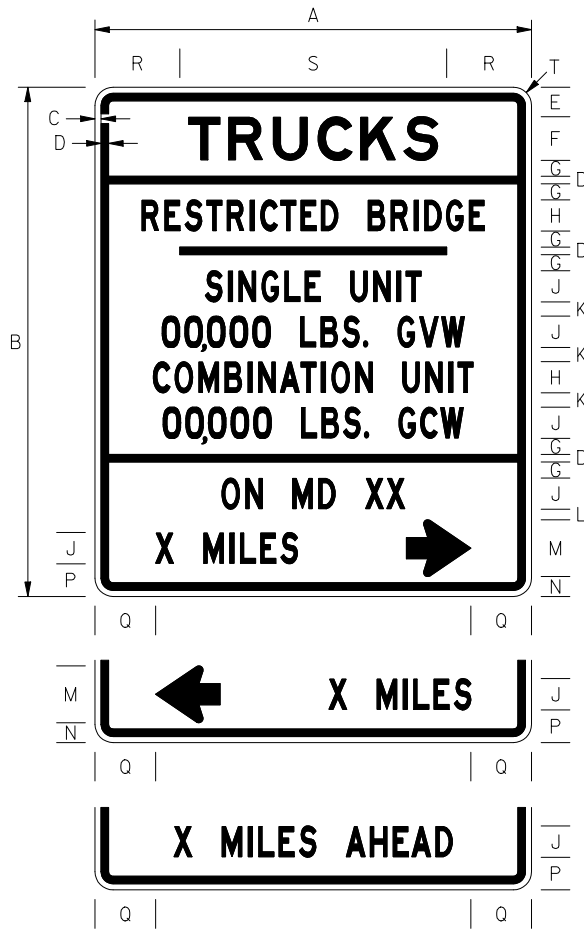 A
R S R
T
C
D
B
E
F
G
D
G
H
G
D
G
J
K
J
K
H
K
J
G
D
G
J
L
M
N
TRUCKS
RESTRICTED BRIDGE
SINGLE UNIT
00,000 LBS. GVW
COMBINATION UNIT
00,000 LBS. GCW
ON MD XX
X MILES
J
P
Q Q
M
N
X MILES
J
P
Q Q
X MILES AHEAD
J
P
Q Q